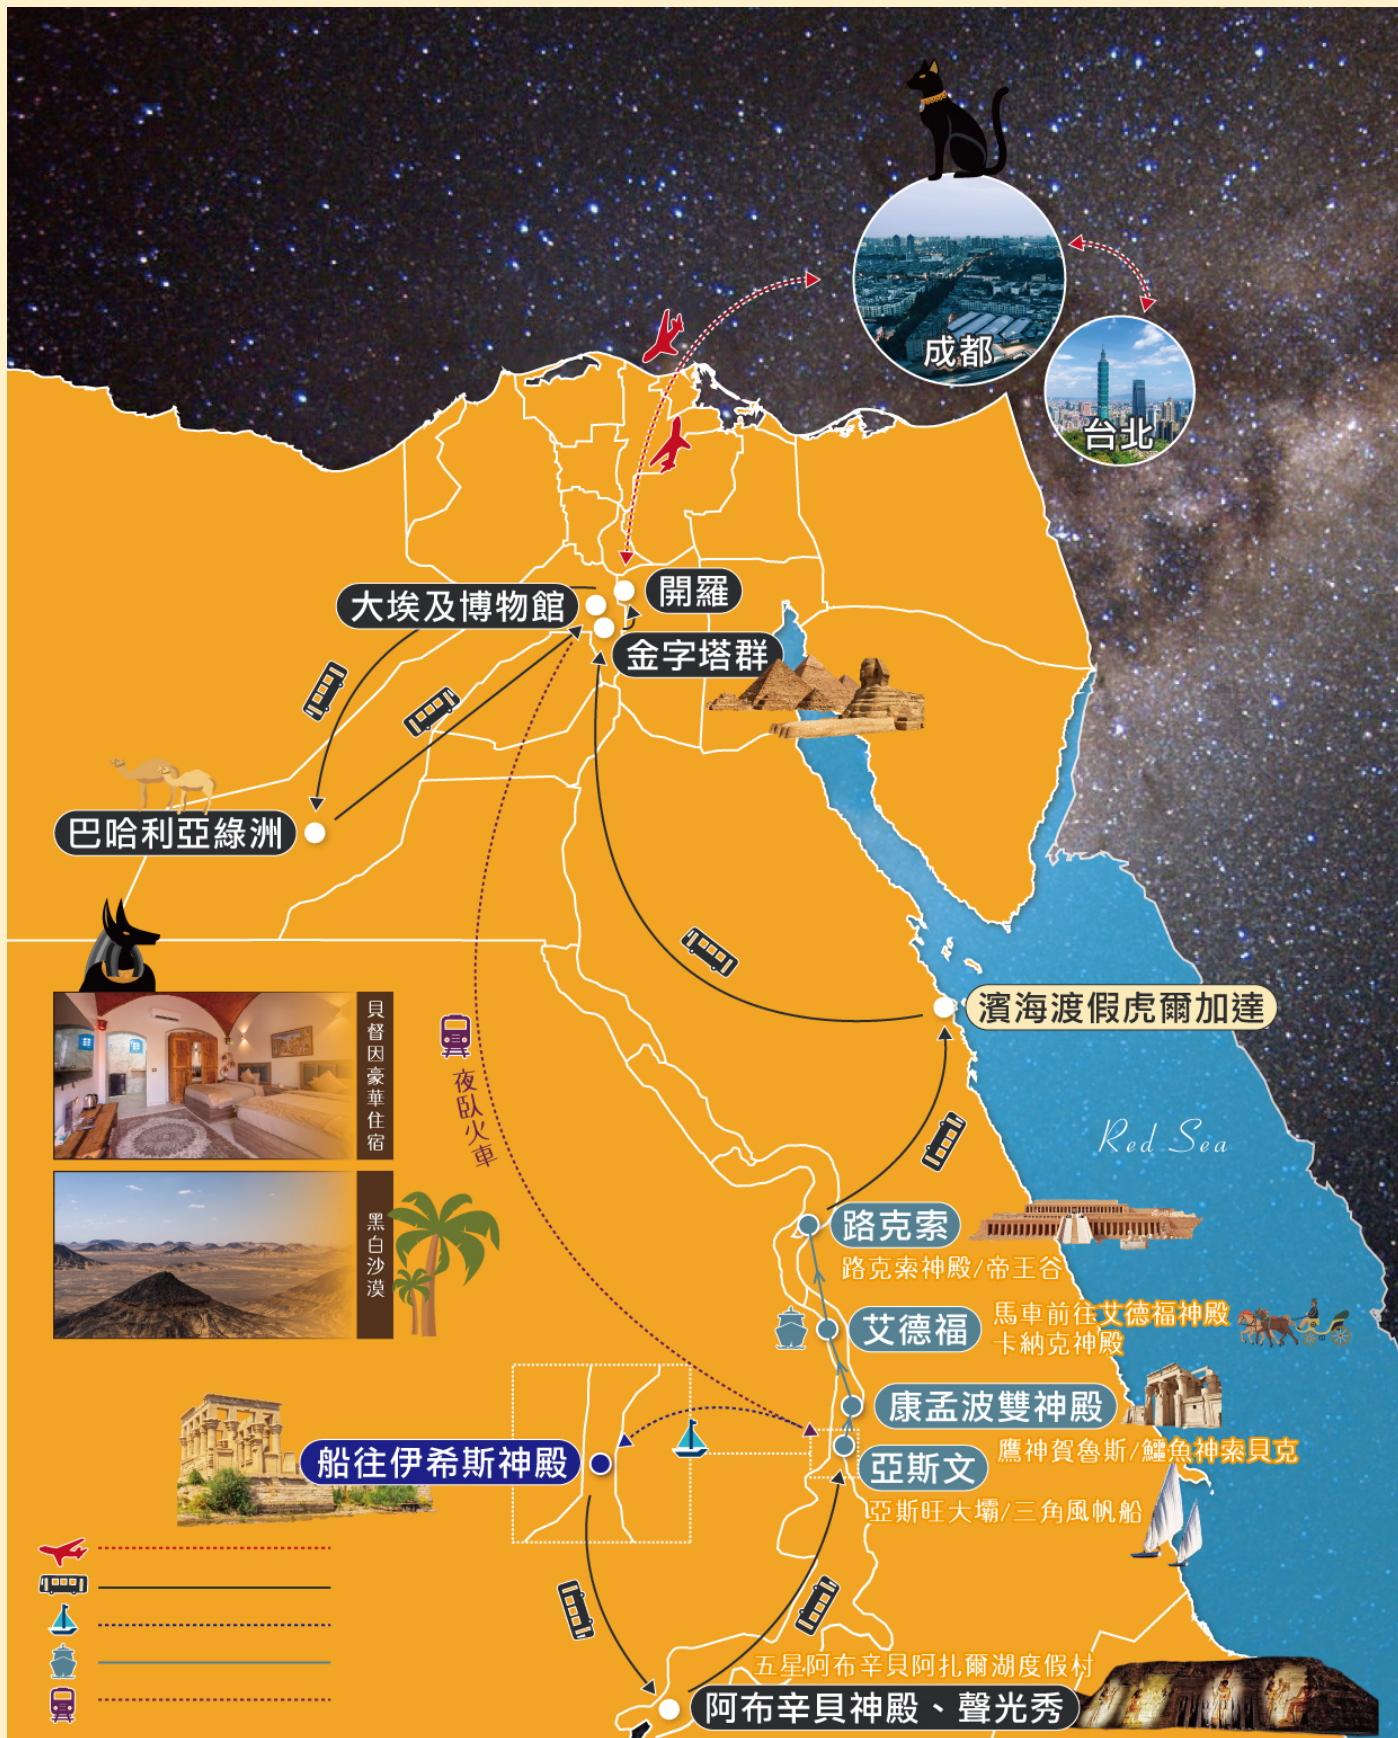 成都
台北
開羅
大埃及博物館
金字塔群
巴哈利亞綠洲
濱海渡假虎爾加達
貝督因豪華住宿
夜臥火車
Red Sea
黑白沙漠
路克索
路克索神殿/帝王谷
艾德福
馬車前往艾德福神殿
卡納克神殿
康孟波雙神殿
鷹神賀魯斯/鱷魚神索貝克
船往伊希斯神殿
亞斯文
亞斯旺大壩/三角風帆船
五星阿布辛貝阿扎爾湖度假村
阿布辛貝神殿、聲光秀